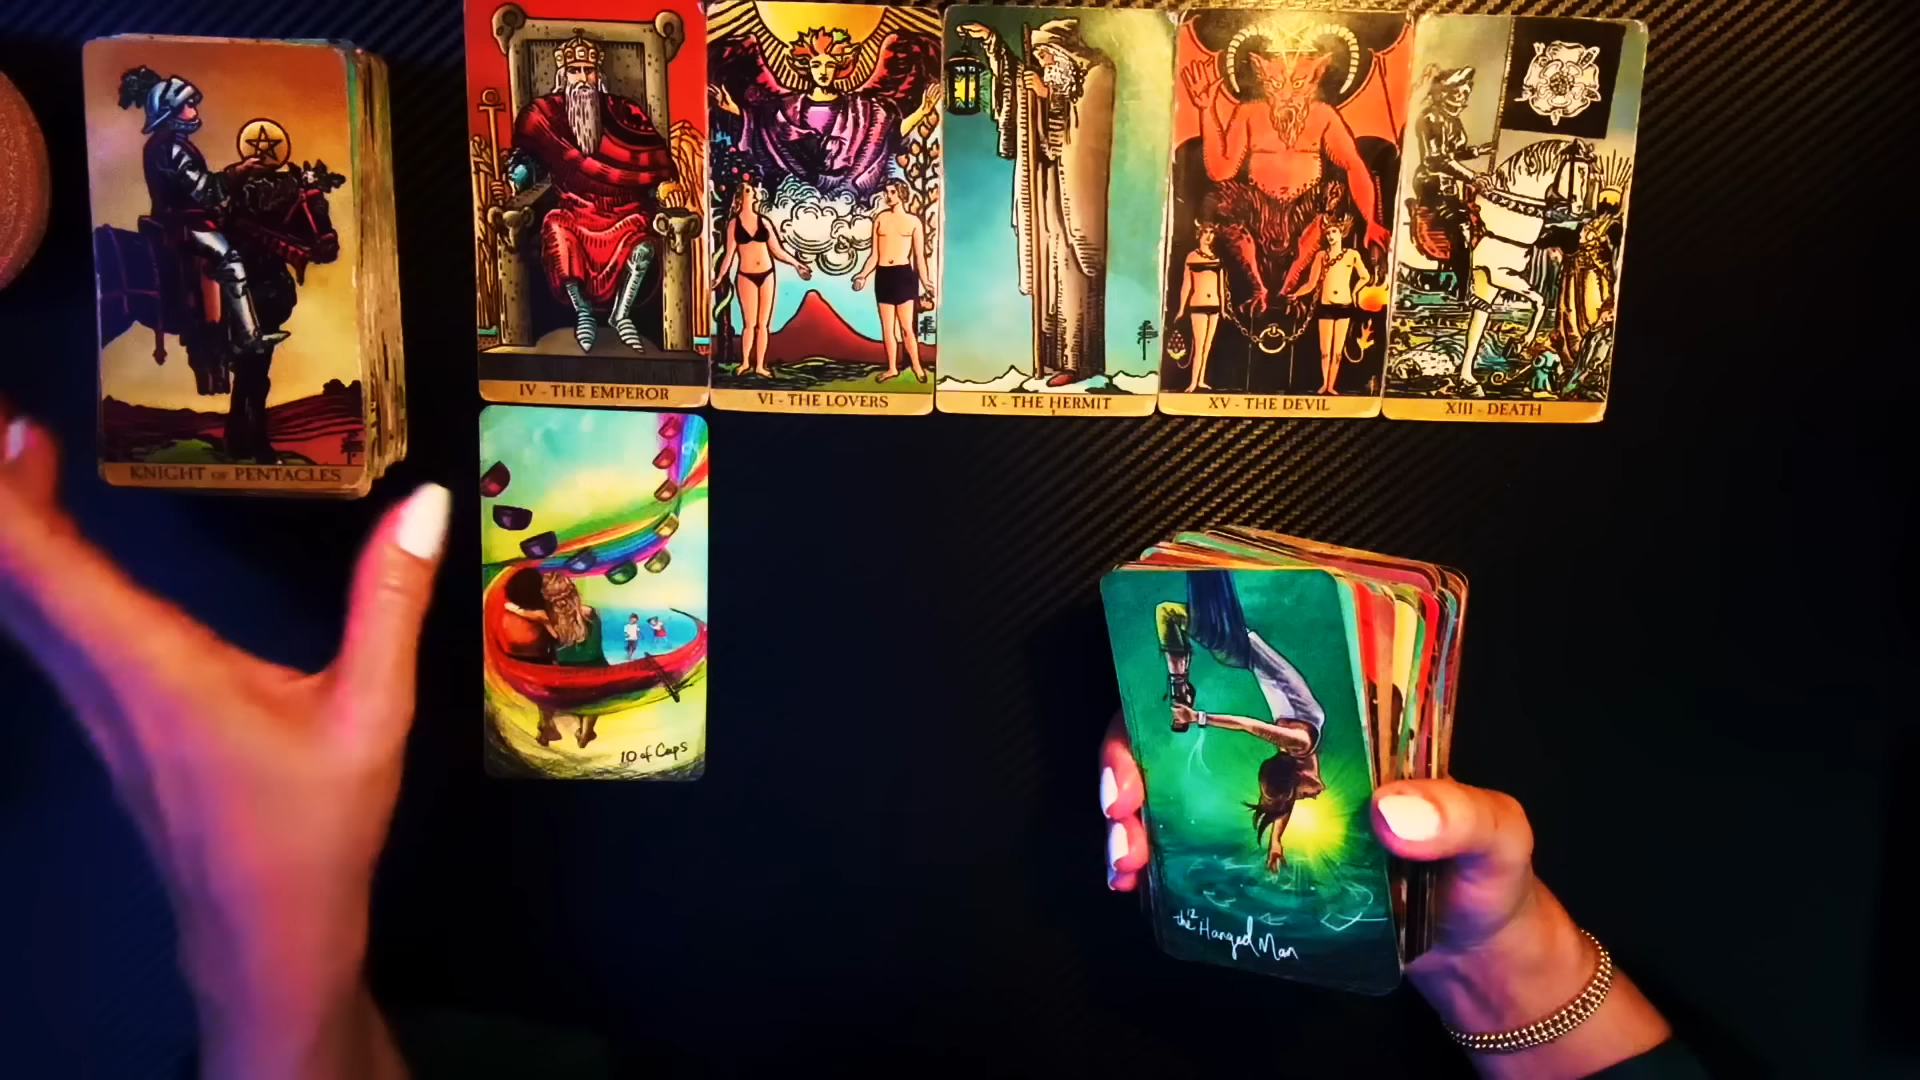 KNIGHT OF PENTACLES
IV - THE EMPEROR
VI - THE LOVERS
IX - THE HERMIT
XV - THE DEVIL
XIII - DEATH
10 of Cups
12
the Hanged Man